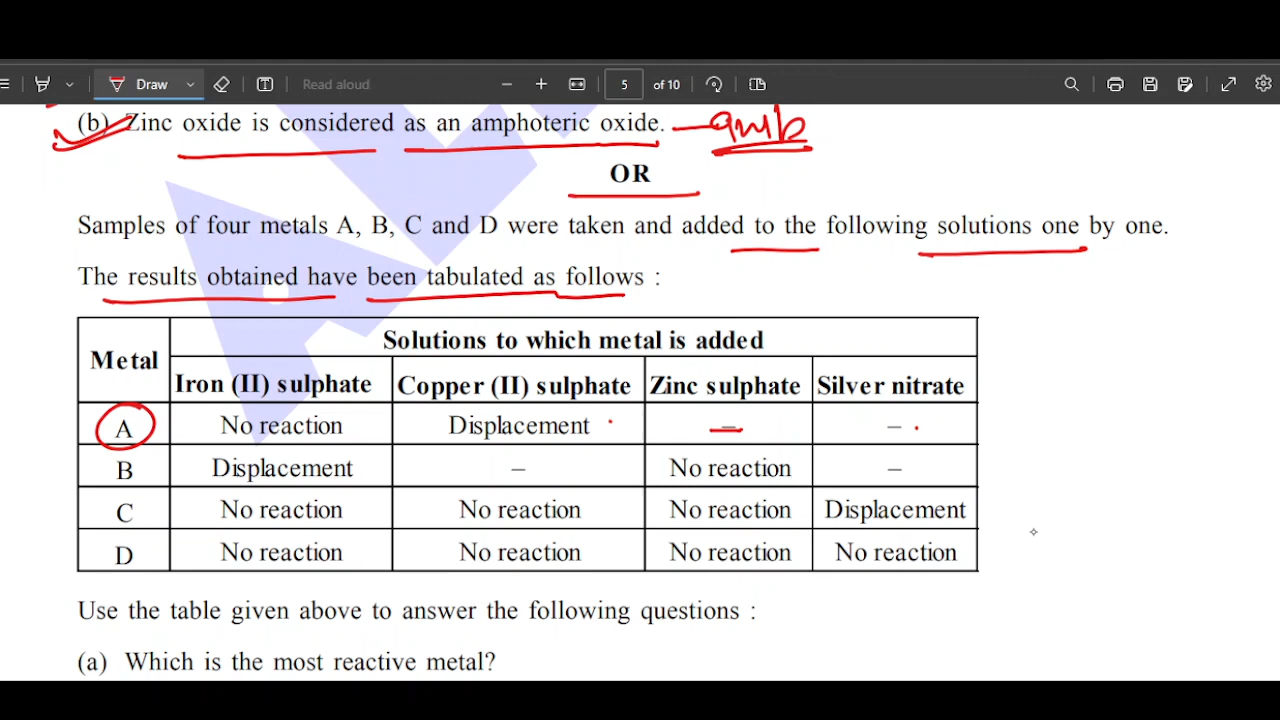 Draw
Read aloud
5 of 10
(b) Zinc oxide is considered as an amphoteric oxide. amb
OR
Samples of four metals A, B, C and D were taken and added to the following solutions one by one.
The results obtained have been tabulated as follows :
Metal Solutions to which metal is added
Iron (II) sulphate Copper (II) sulphate Zinc sulphate Silver nitrate
A No reaction Displacement – –
B Displacement – No reaction –
C No reaction No reaction No reaction Displacement
D No reaction No reaction No reaction No reaction
Use the table given above to answer the following questions :
(a) Which is the most reactive metal?